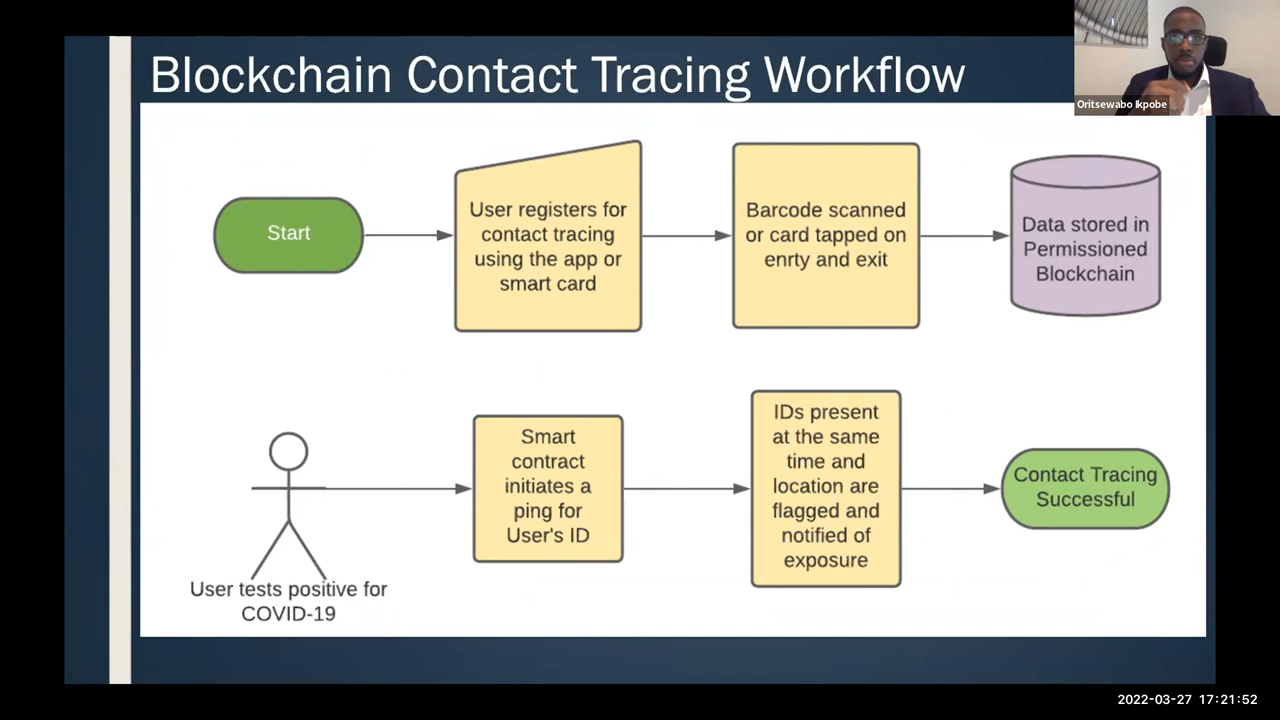 Blockchain Contact Tracing Workflow
Oritsewabo Ikpobe
Start
User registers for
contact tracing
using the app or
smart card
Barcode scanned
or card tapped on
enrty and exit
Data stored in
Permissioned
Blockchain
User tests positive for
COVID-19
Smart
contract
initiates a
ping for
User's ID
IDs present
at the same
time and
location are
flagged and
notified of
exposure
Contact Tracing
Successful
2022-03-27 17:21:52